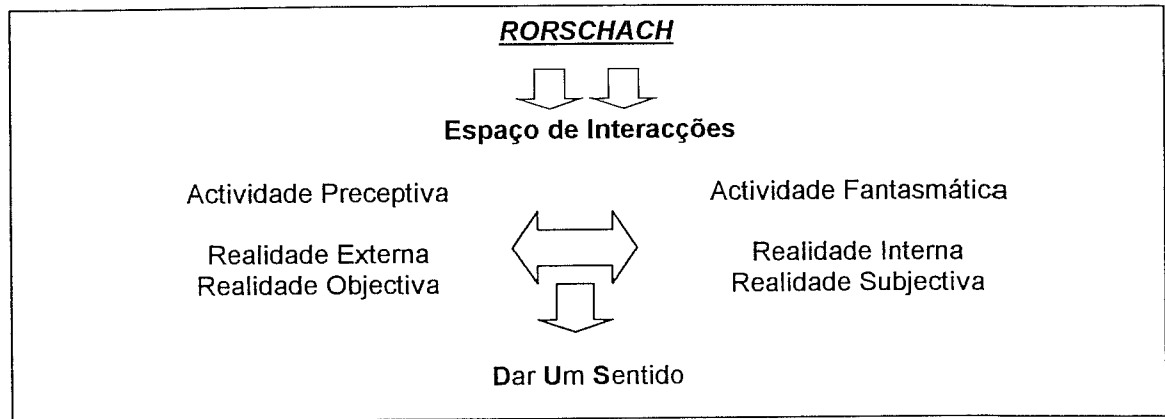 RORSCHACH
Espaço de Interacções
Actividade Preceptiva
Realidade Externa
Realidade Objectiva
Actividade Fantasmática
Realidade Interna
Realidade Subjectiva
Dar Um Sentido